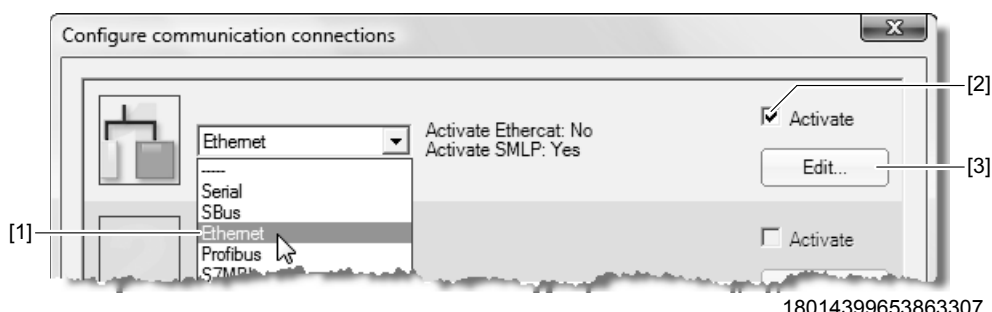 Configure communication connections
[2]
Activate
Ethernet
Activate Ethercat: No
Activate SMLP: Yes
Edit...
[3]
-----
Serial
SBus
[1]
Ethernet
Activate
Profibus
18014399653863307